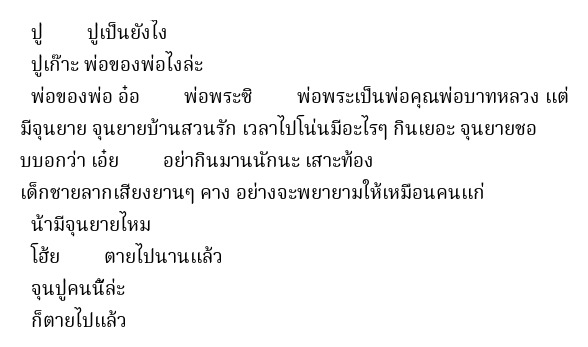 ปู่ ปู่เป็นยังไง
ปู่เก๊าะ พ่อของพ่อไงล่ะ
พ่อของพ่อ อ๋อ พ่อพระซิ พ่อพระเป็นพ่อคุณพ่อบาทหลวง แต่
มีจุนยาย จุนยายบ้านสวนรัก เวลาไปโน่นมีอะไรๆ กินเยอะ จุนยายชอ
บบอกว่า เอ๋ย อย่ากินมานนักนะ เสาะท้อง
เด็กชายลากเสียงยานๆ คาง อย่างจะพยายามให้เหมือนคนแก่
น้ามีจุนยายไหม
โฮ้ย ตายไปนานแล้ว
จุนปู่คนนี้ล่ะ
ก็ตายไปแล้ว